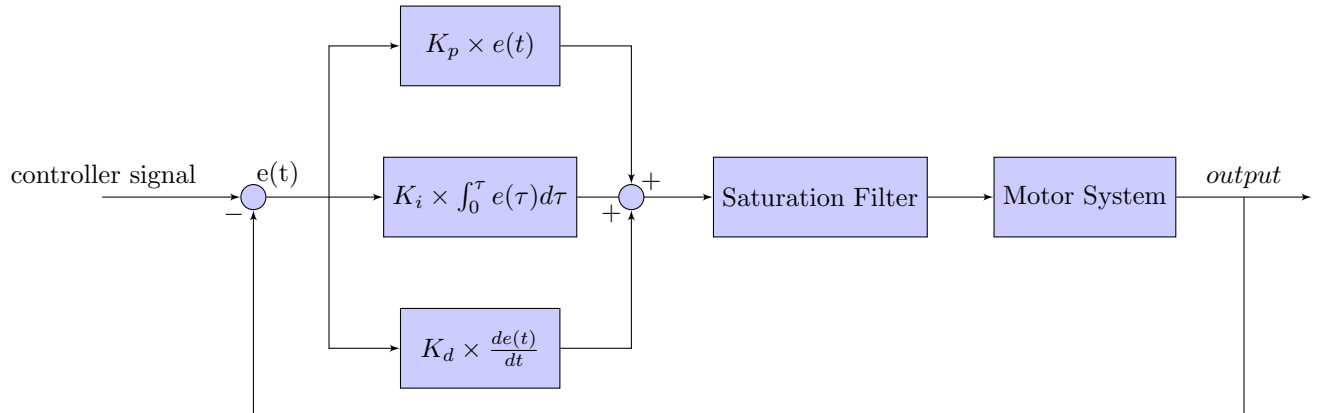 K_p × e(t)
controller signal
e(t)
−
K_i × ∫_0^τ e(τ)dτ
+
+
Saturation Filter
Motor System
output
K_d × de(t)/dt